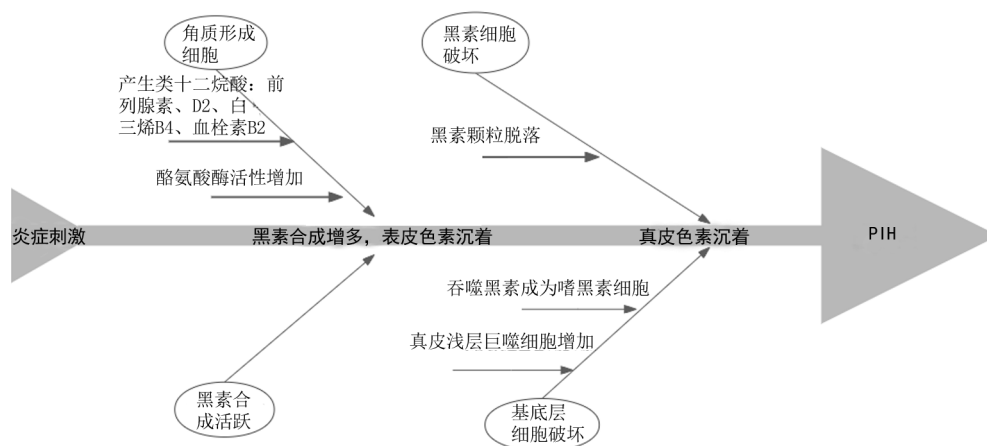 角质形成
细胞
产生类十二烷酸：前
列腺素、D2、白
三烯B4、血栓素B2
酪氨酸酶活性增加
黑素细胞
破坏
黑素颗粒脱落
炎症刺激
黑素合成增多，表皮色素沉着
真皮色素沉着
PIH
吞噬黑素成为嗜黑素细胞
真皮浅层巨噬细胞增加
黑素合
成活跃
基底层
细胞破坏